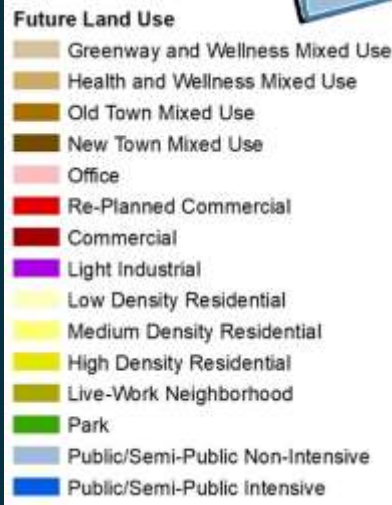 Future Land Use
Greenway and Wellness Mixed Use
Health and Wellness Mixed Use
Old Town Mixed Use
New Town Mixed Use
Office
Re-Planned Commercial
Commercial
Light Industrial
Low Density Residential
Medium Density Residential
High Density Residential
Live-Work Neighborhood
Park
Public/Semi-Public Non-Intensive
Public/Semi-Public Intensive